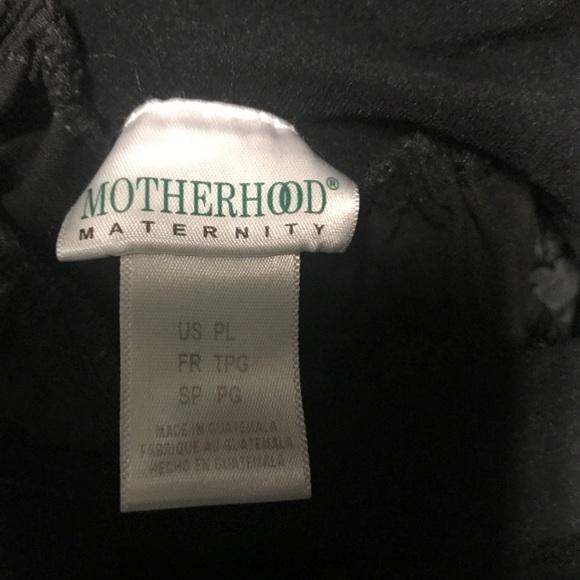 MOTHERHOOD®
MATERNITY
US PL
FR TPG
SP PG
MADE IN GUATEMALA
FABRIQUE AU GUATEMALA
HECHO EN GUATEMALA